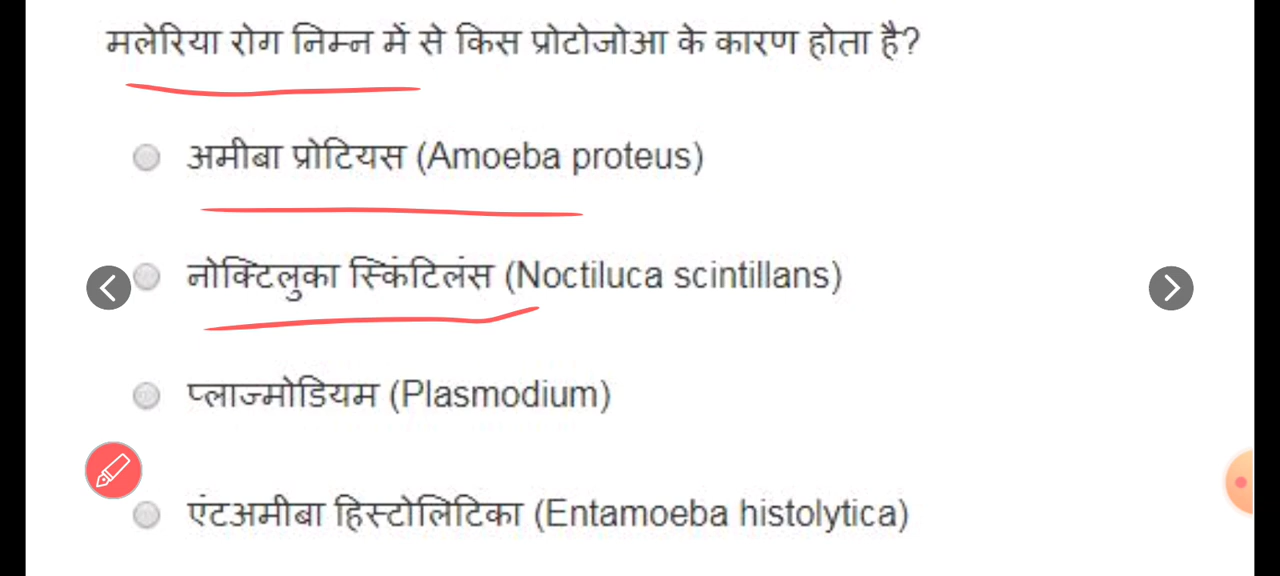 मलेरिया रोग निम्न में से किस प्रोटोजोआ के कारण होता है?
अमीबा प्रोटियस (Amoeba proteus)
नोक्टिलुका स्किंटिलंस (Noctiluca scintillans)
प्लाज्मोडियम (Plasmodium)
एंटअमीबा हिस्टोलिटिका (Entamoeba histolytica)